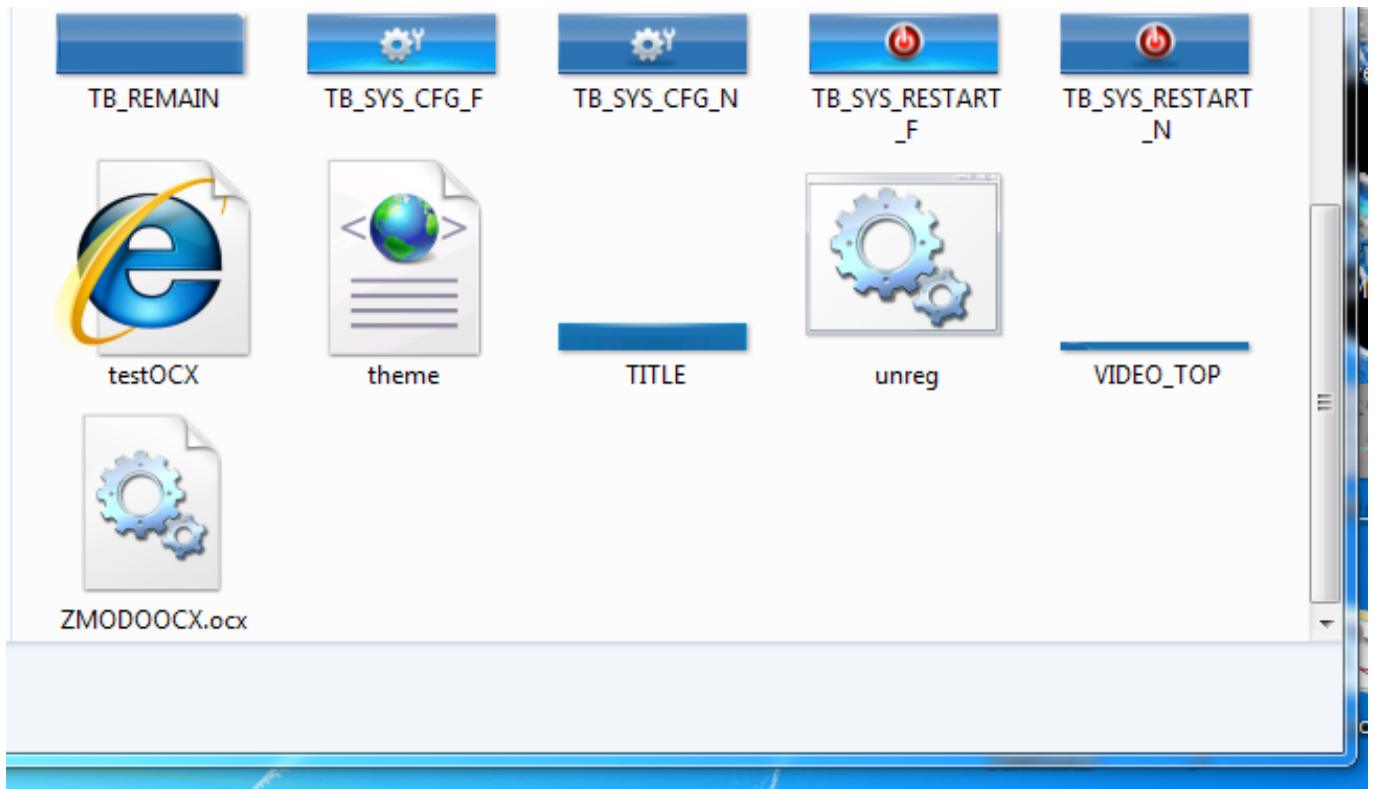 TB_REMAIN
TB_SYS_CFG_F
TB_SYS_CFG_N
TB_SYS_RESTART
_F
TB_SYS_RESTART
_N
testOCX
theme
TITLE
unreg
VIDEO_TOP
ZMODOOCX.ocx